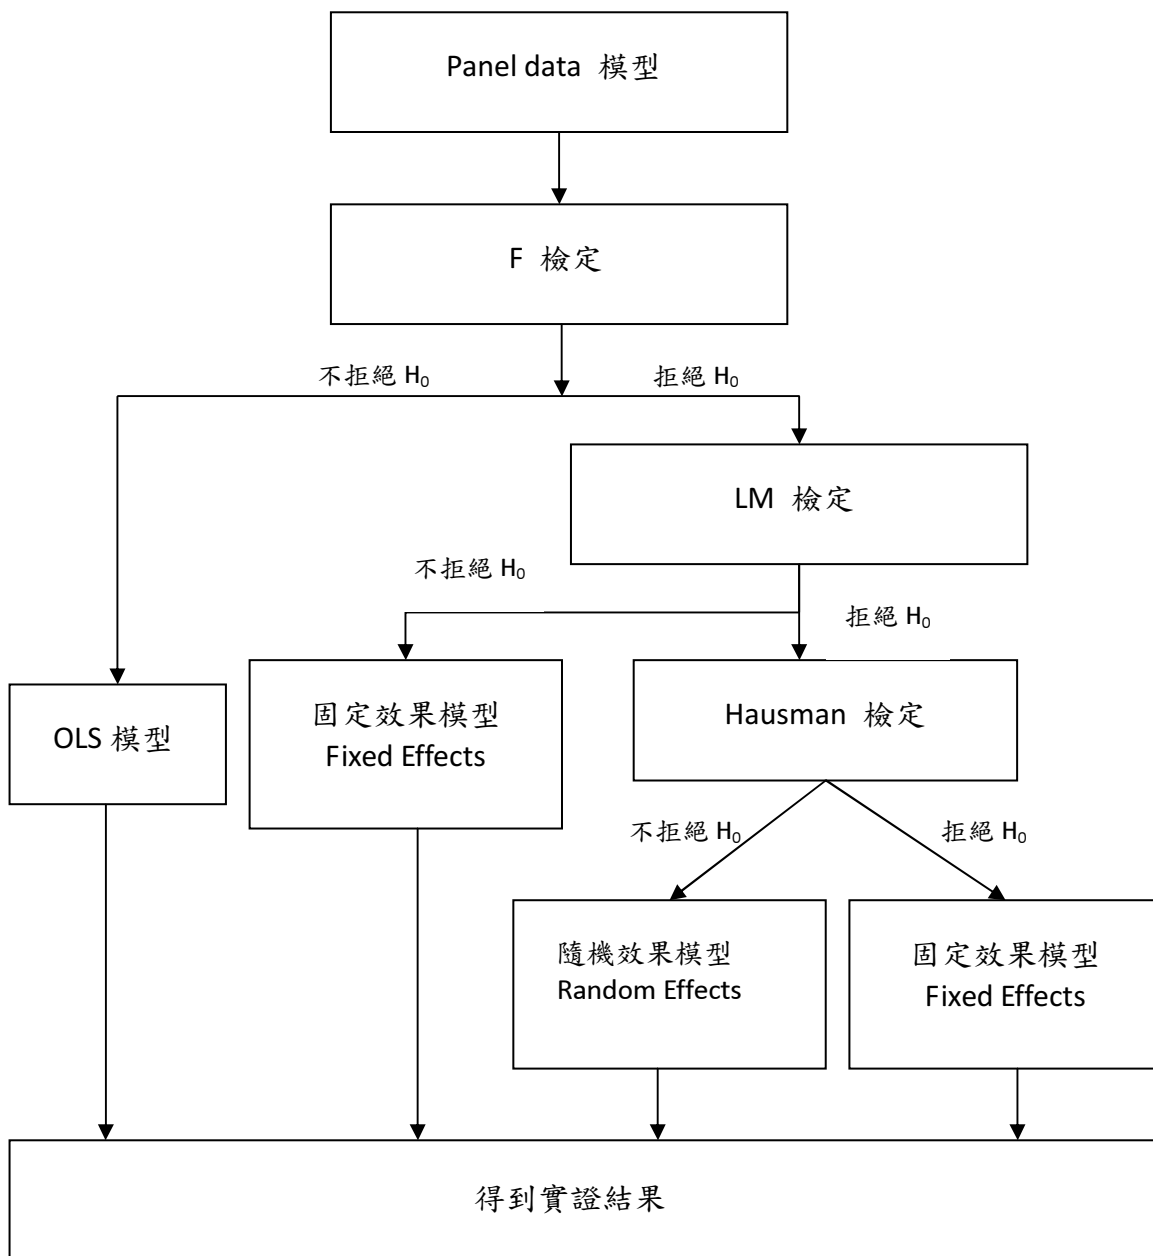 Panel data 模型
F 檢定
不拒絕 H₀
拒絕 H₀
LM 檢定
不拒絕 H₀
拒絕 H₀
OLS 模型
固定效果模型
Fixed Effects
Hausman 檢定
不拒絕 H₀
拒絕 H₀
隨機效果模型
Random Effects
固定效果模型
Fixed Effects
得到實證結果